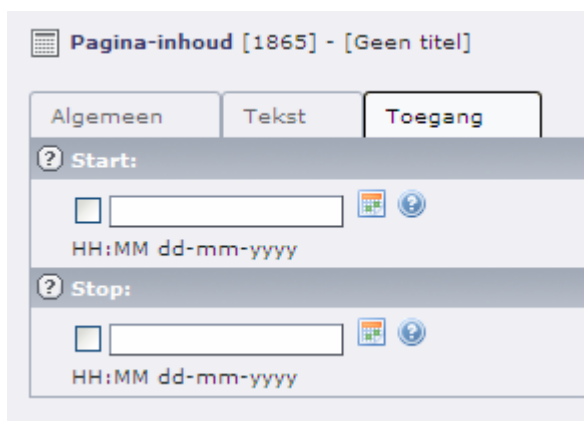 Pagina-inhoud [1865] - [Geen titel]
Algemeen Tekst Toegang
? Start:
?
HH:MM dd-mm-yyyy
? Stop:
?
HH:MM dd-mm-yyyy